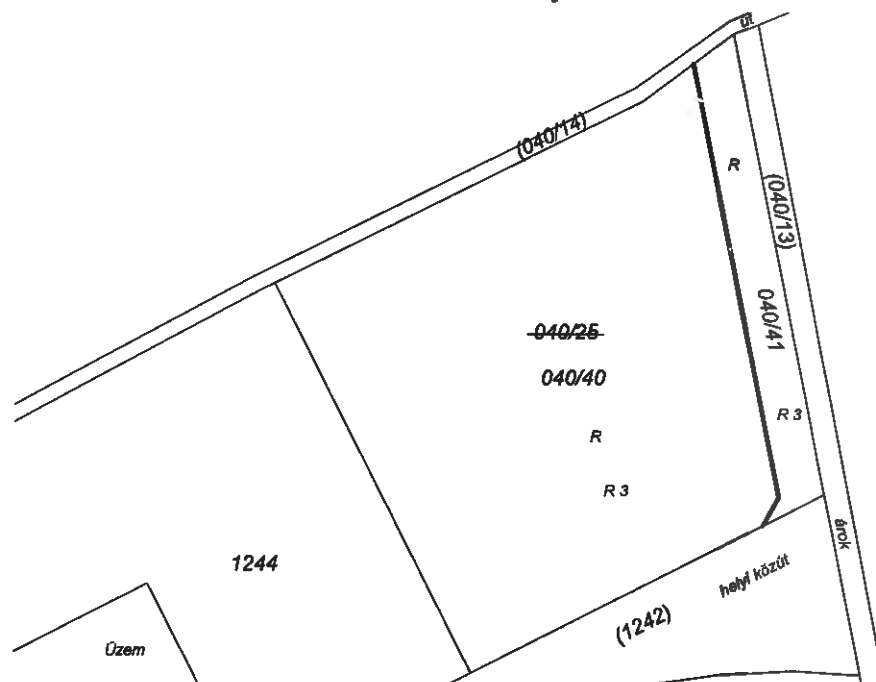 út
(040/14)
R
(040/13)
040/41
040/25
040/40
R 3
R
R 3
árok
1244
helyi közút
(1242)
Üzem